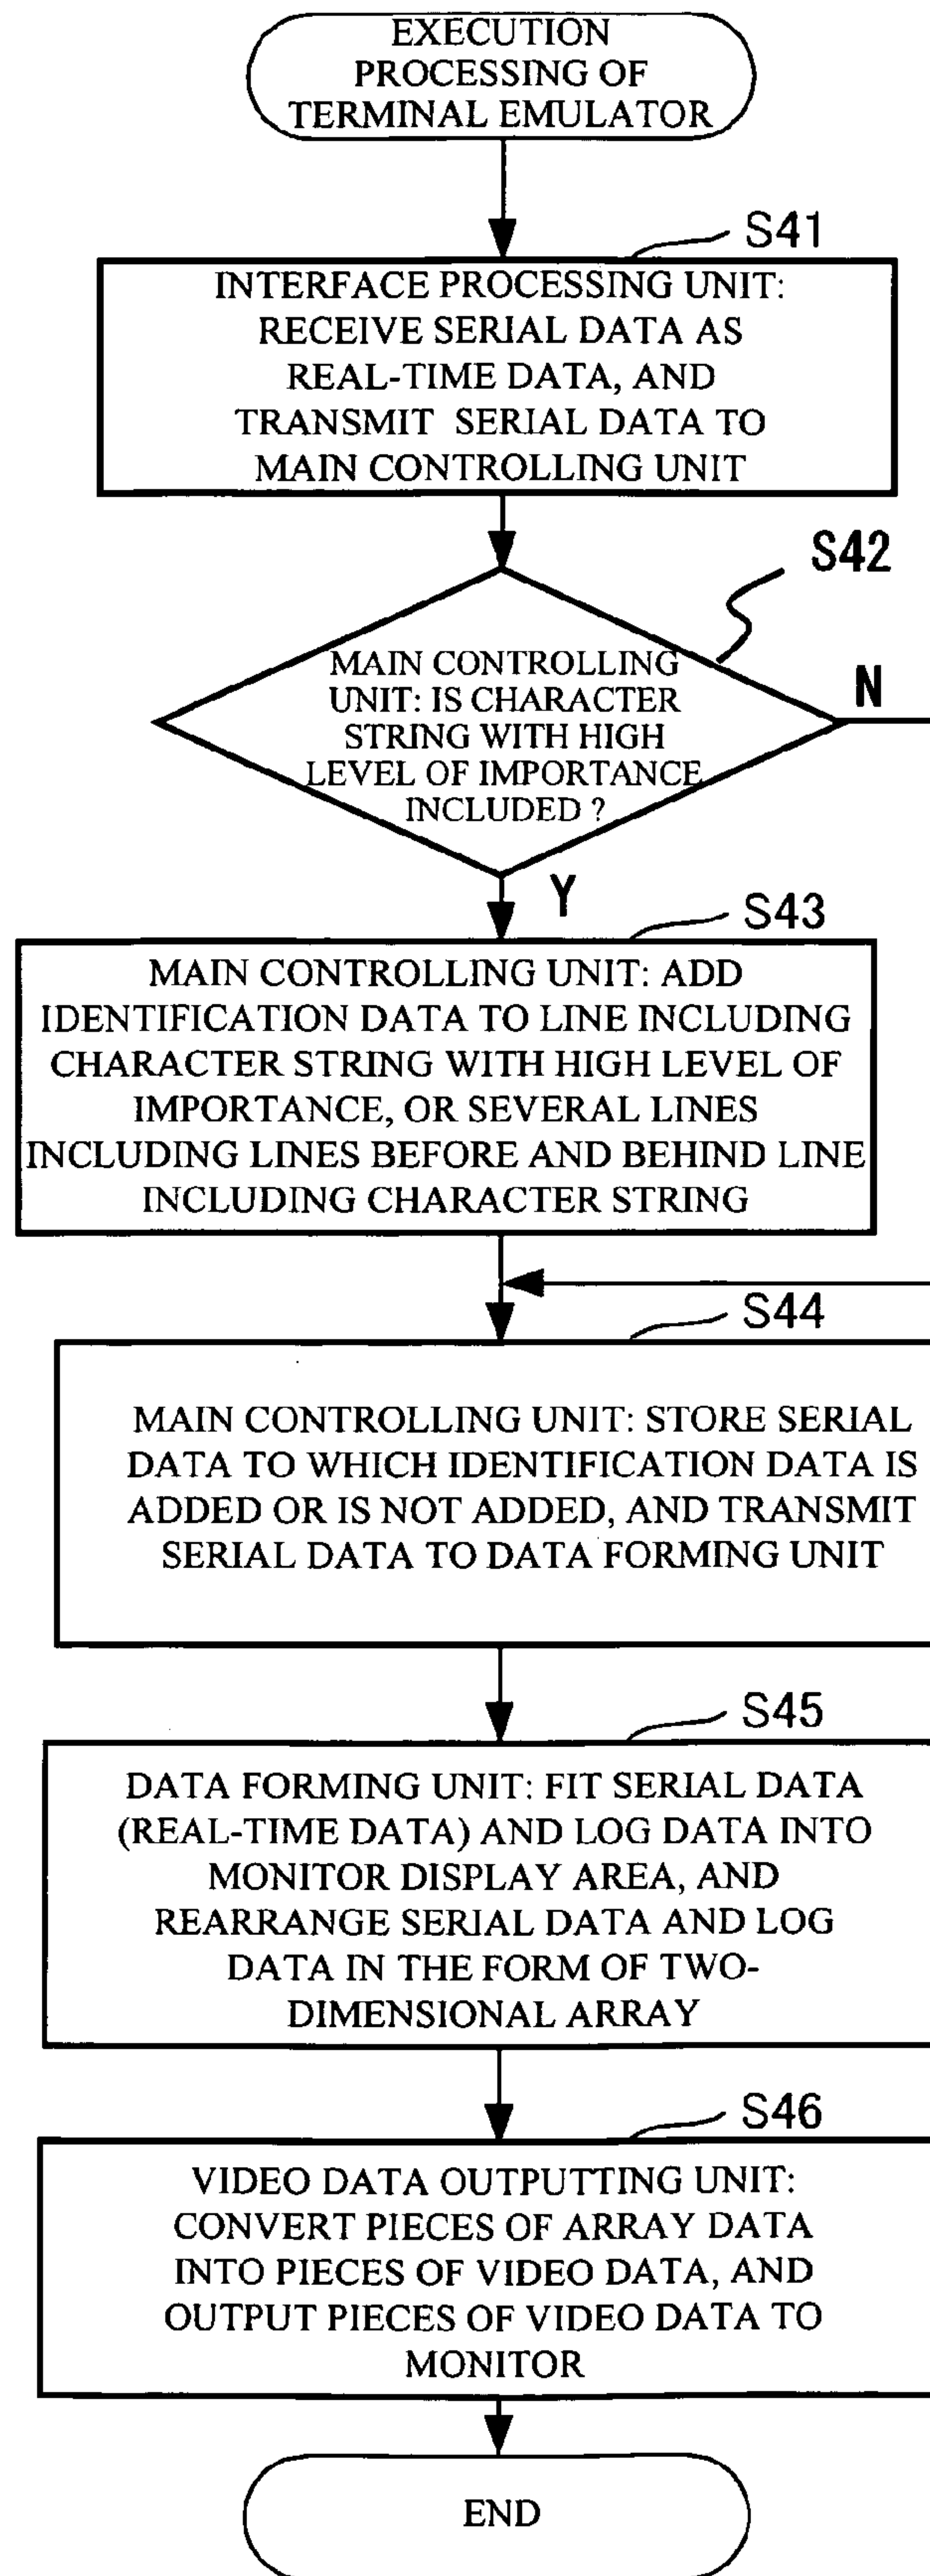 EXECUTION
PROCESSING OF
TERMINAL EMULATOR
S41
INTERFACE PROCESSING UNIT:
RECEIVE SERIAL DATA AS
REAL-TIME DATA, AND
TRANSMIT SERIAL DATA TO
MAIN CONTROLLING UNIT
S42
MAIN CONTROLLING
UNIT: IS CHARACTER
STRING WITH HIGH
LEVEL OF IMPORTANCE
INCLUDED ?
N
Y
S43
MAIN CONTROLLING UNIT: ADD
IDENTIFICATION DATA TO LINE INCLUDING
CHARACTER STRING WITH HIGH LEVEL OF
IMPORTANCE, OR SEVERAL LINES
INCLUDING LINES BEFORE AND BEHIND LINE
INCLUDING CHARACTER STRING
S44
MAIN CONTROLLING UNIT: STORE SERIAL
DATA TO WHICH IDENTIFICATION DATA IS
ADDED OR IS NOT ADDED, AND TRANSMIT
SERIAL DATA TO DATA FORMING UNIT
S45
DATA FORMING UNIT: FIT SERIAL DATA
(REAL-TIME DATA) AND LOG DATA INTO
MONITOR DISPLAY AREA, AND
REARRANGE SERIAL DATA AND LOG
DATA IN THE FORM OF TWO-
DIMENSIONAL ARRAY
S46
VIDEO DATA OUTPUTTING UNIT:
CONVERT PIECES OF ARRAY DATA
INTO PIECES OF VIDEO DATA, AND
OUTPUT PIECES OF VIDEO DATA TO
MONITOR
END